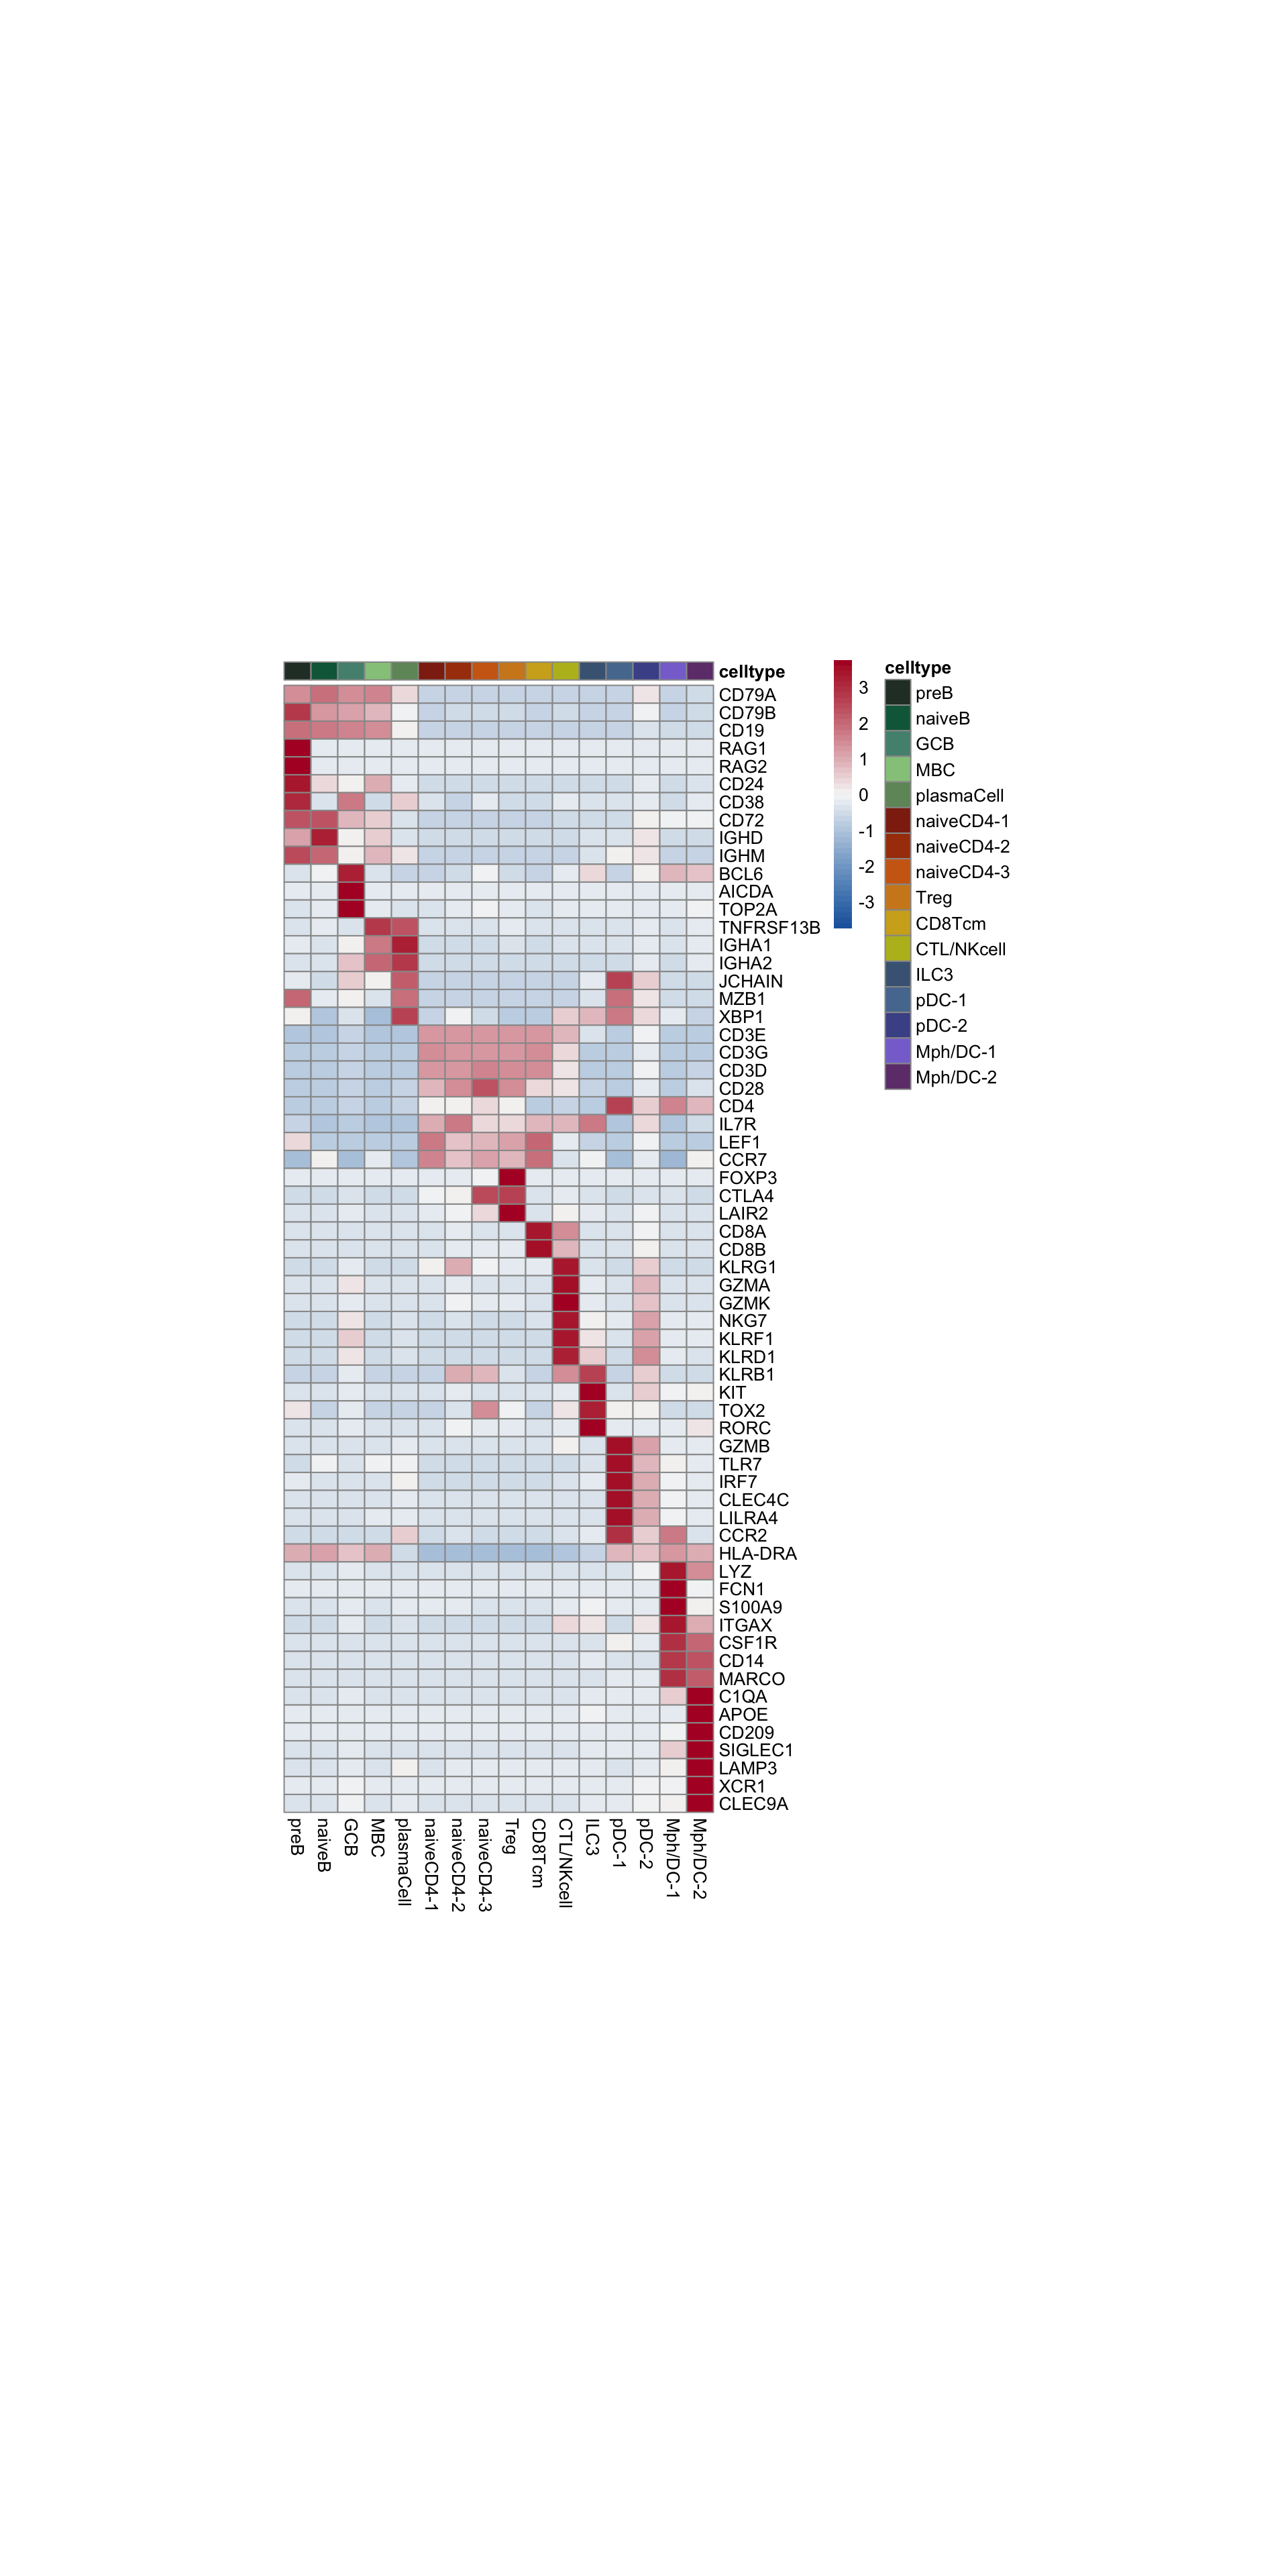 celltype
CD79A
CD79B
CD19
RAG1
RAG2
CD24
CD38
CD72
IGHD
IGHM
BCL6
AICDA
TOP2A
TNFRSF13B
IGHA1
IGHA2
JCHAIN
MZB1
XBP1
CD3E
CD3G
CD3D
CD28
CD4
IL7R
LEF1
CCR7
FOXP3
CTLA4
LAIR2
CD8A
CD8B
KLRG1
GZMA
GZMK
NKG7
KLRF1
KLRD1
KLRB1
KIT
TOX2
RORC
GZMB
TLR7
IRF7
CLEC4C
LILRA4
CCR2
HLA-DRA
LYZ
FCN1
S100A9
ITGAX
CSF1R
CD14
MARCO
C1QA
APOE
CD209
SIGLEC1
LAMP3
XCR1
CLEC9A
preB
naiveB
GCB
MBC
plasmaCell
naiveCD4-1
naiveCD4-2
naiveCD4-3
Treg
CD8Tcm
CTL/NKcell
ILC3
pDC-1
pDC-2
Mph/DC-1
Mph/DC-2
3
2
1
0
-1
-2
-3
celltype
preB
naiveB
GCB
MBC
plasmaCell
naiveCD4-1
naiveCD4-2
naiveCD4-3
Treg
CD8Tcm
CTL/NKcell
ILC3
pDC-1
pDC-2
Mph/DC-1
Mph/DC-2